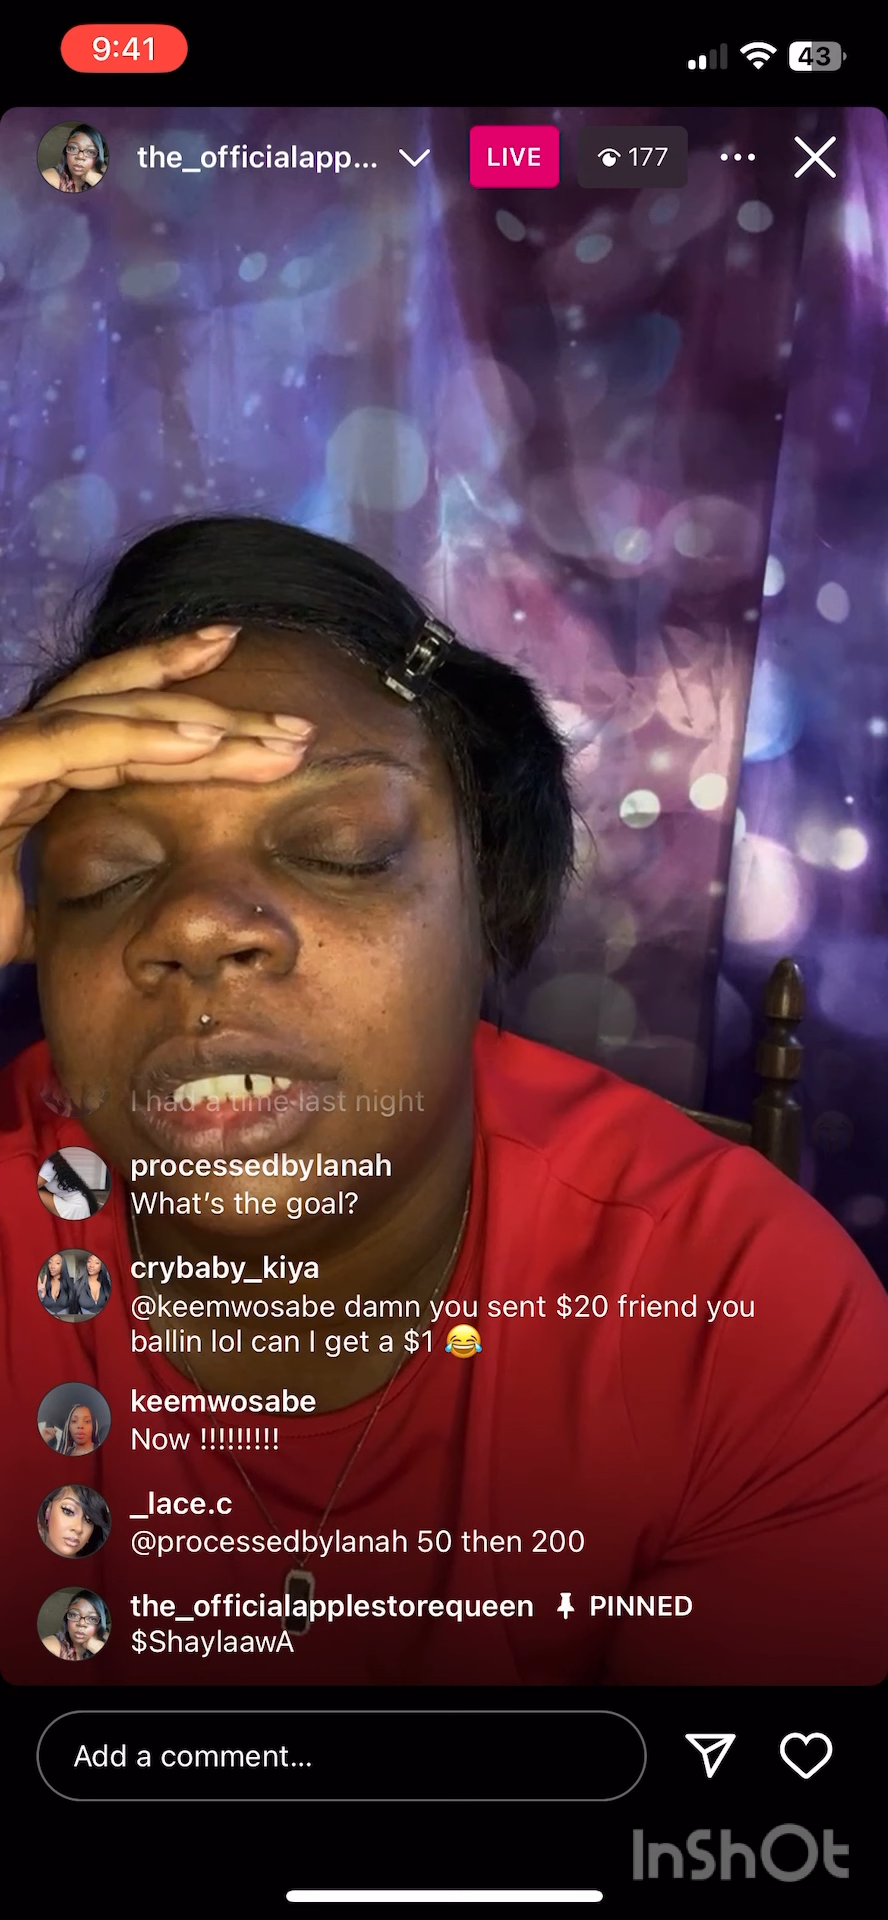 9:41
43
the_officialapp...
LIVE
177
I had a time last night
processedbylanah
What's the goal?
crybaby_kiya
@keemwosabe damn you sent $20 friend you
ballin lol can I get a $1 😂
keemwosabe
Now !!!!!!!!!
_lace.c
@processedbylanah 50 then 200
the_officialapplestorequeen PINNED
$ShaylaawA
Add a comment...
InShOt